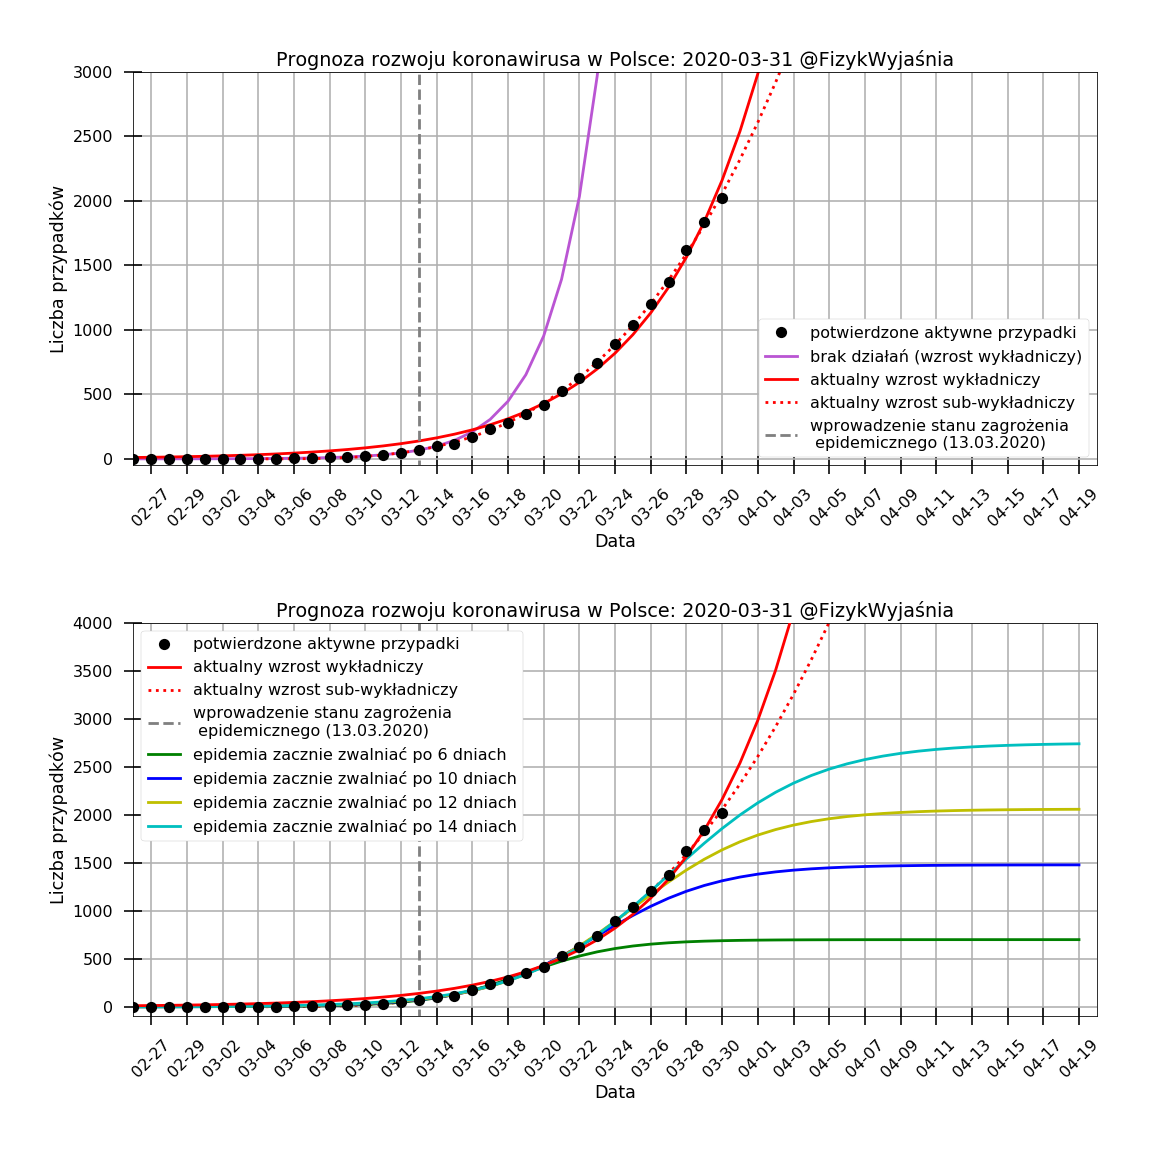 Prognoza rozwoju koronawirusa w Polsce: 2020-03-31 @FizykWyjaśnia
3000
2500
2000
1500
1000
500
0
Liczba przypadków
potwierdzone aktywne przypadki
brak działań (wzrost wykładniczy)
aktualny wzrost wykładniczy
aktualny wzrost sub-wykładniczy
wprowadzenie stanu zagrożenia
epidemicznego (13.03.2020)
02-27 02-29 03-02 03-04 03-06 03-08 03-10 03-12 03-14 03-16 03-18 03-20 03-22 03-24 03-26 03-28 03-30 04-01 04-03 04-05 04-07 04-09 04-11 04-13 04-15 04-17 04-19
Data
Prognoza rozwoju koronawirusa w Polsce: 2020-03-31 @FizykWyjaśnia
4000
3500
3000
2500
2000
1500
1000
500
0
Liczba przypadków
potwierdzone aktywne przypadki
aktualny wzrost wykładniczy
aktualny wzrost sub-wykładniczy
wprowadzenie stanu zagrożenia
epidemicznego (13.03.2020)
epidemia zacznie zwalniać po 6 dniach
epidemia zacznie zwalniać po 10 dniach
epidemia zacznie zwalniać po 12 dniach
epidemia zacznie zwalniać po 14 dniach
02-27 02-29 03-02 03-04 03-06 03-08 03-10 03-12 03-14 03-16 03-18 03-20 03-22 03-24 03-26 03-28 03-30 04-01 04-03 04-05 04-07 04-09 04-11 04-13 04-15 04-17 04-19
Data